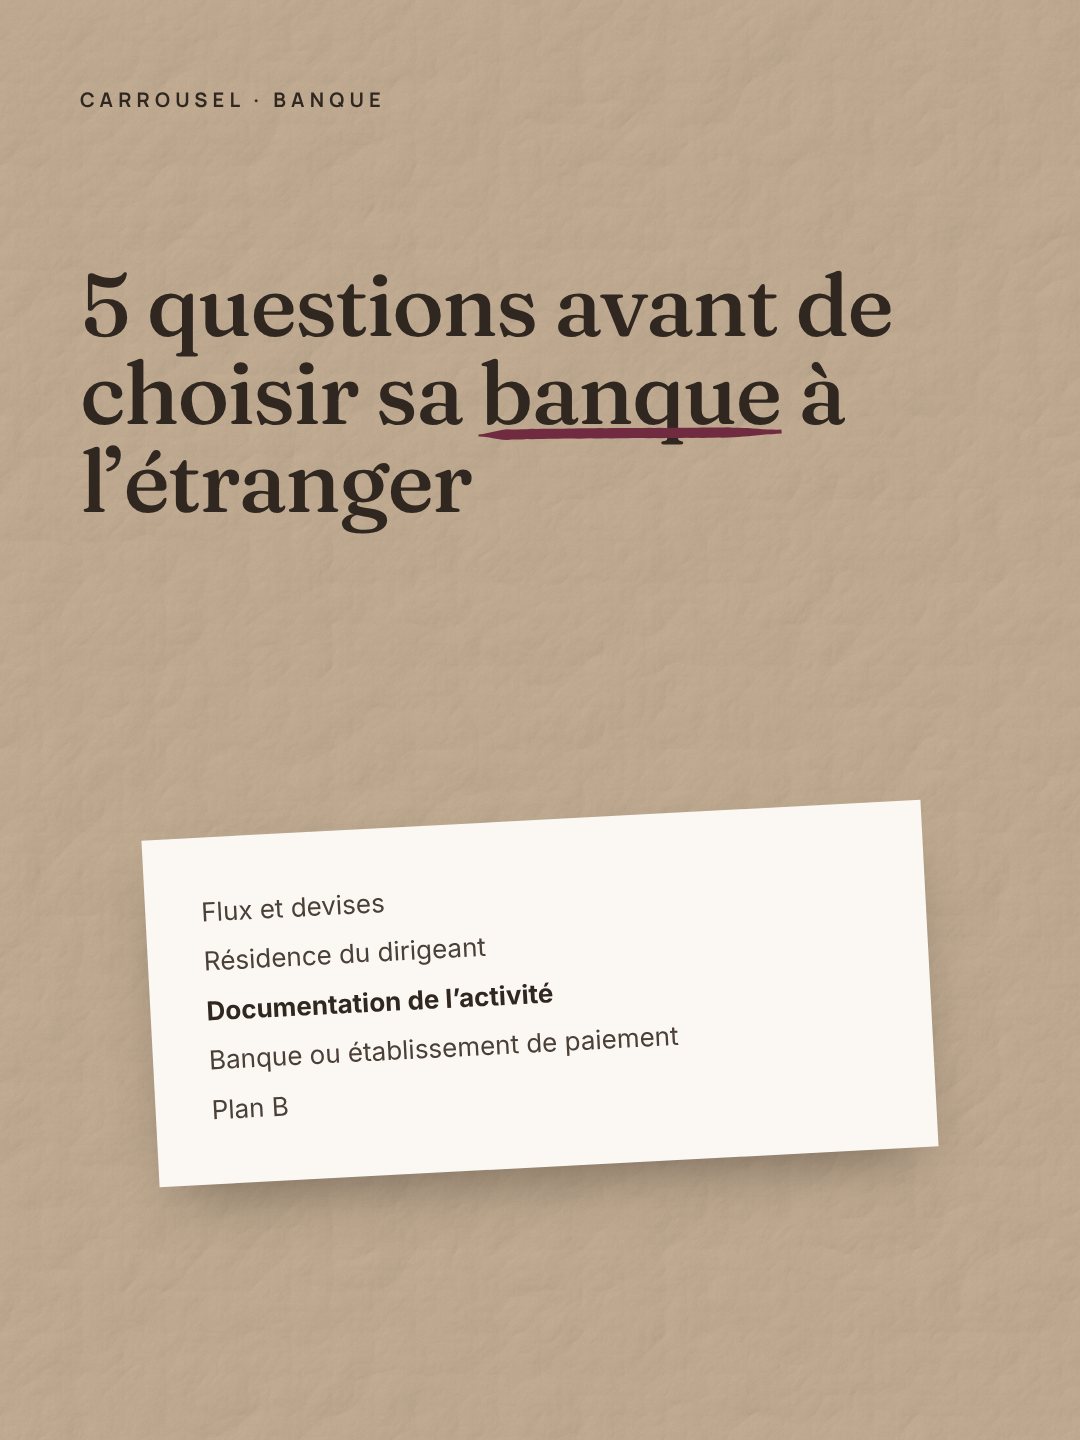 CARROUSEL · BANQUE
5 questions avant de
choisir sa banque à
l’étranger
Flux et devises
Résidence du dirigeant
Documentation de l’activité
Banque ou établissement de paiement
Plan B